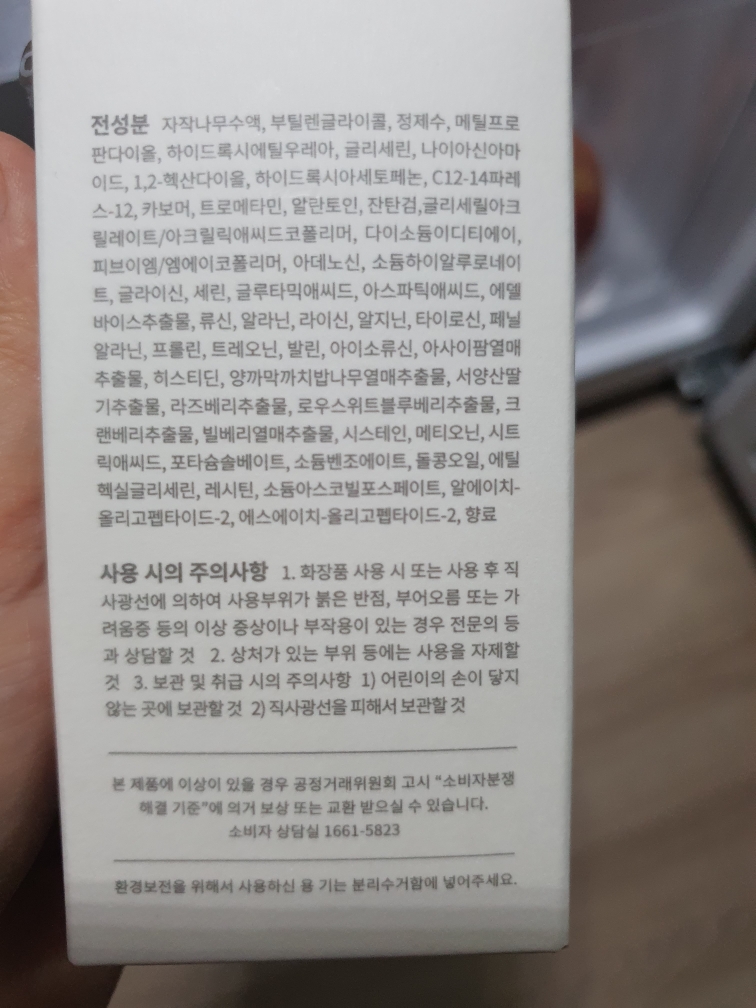 전성분 자작나무수액, 부틸렌글라이콜, 정제수, 메틸프로
판다이올, 하이드록시에틸우레아, 글리세린, 나이아신아마
이드, 1,2-헥산다이올, 하이드록시아세토페논, C12-14파레
스-12, 카보머, 트로메타민, 알란토인, 잔탄검,글리세릴아크
릴레이트/아크릴릭애씨드코폴리머, 다이소듐이디티에이,
피브이엠/엠에이코폴리머, 아데노신, 소듐하이알루로네이
트, 글라이신, 세린, 글루타믹애씨드, 아스파틱애씨드, 에델
바이스추출물, 류신, 알라닌, 라이신, 알지닌, 타이로신, 페닐
알라닌, 프롤린, 트레오닌, 발린, 아이소류신, 아사이팜열매
추출물, 히스티딘, 양까막까치밥나무열매추출물, 서양산딸
기추출물, 라즈베리추출물, 로우스위트블루베리추출물, 크
랜베리추출물, 빌베리열매추출물, 시스테인, 메티오닌, 시트
릭애씨드, 포타슘솔베이트, 소듐벤조에이트, 돌콩오일, 에틸
헥실글리세린, 레시틴, 소듐아스코빌포스페이트, 알에이치-
올리고펩타이드-2, 에스에이치-올리고펩타이드-2, 향료
사용 시의 주의사항 1. 화장품 사용 시 또는 사용 후 직
사광선에 의하여 사용부위가 붉은 반점, 부어오름 또는 가
려움증 등의 이상 증상이나 부작용이 있는 경우 전문의 등
과 상담할 것 2. 상처가 있는 부위 등에는 사용을 자제할
것 3. 보관 및 취급 시의 주의사항 1) 어린이의 손이 닿지
않는 곳에 보관할 것 2) 직사광선을 피해서 보관할 것
본 제품에 이상이 있을 경우 공정거래위원회 고시 “소비자분쟁
해결 기준”에 의거 보상 또는 교환 받으실 수 있습니다.
소비자 상담실 1661-5823
환경보전을 위해서 사용하신 용 기는 분리수거함에 넣어주세요.